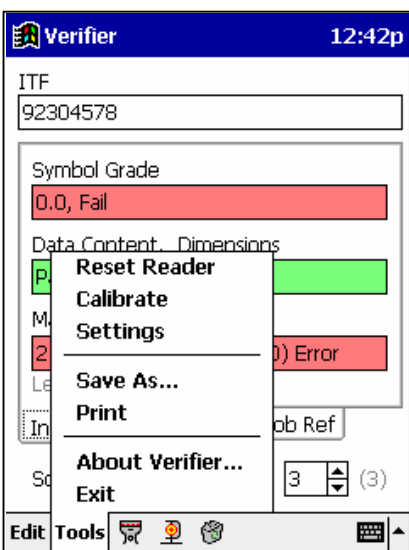 Verifier 12:42p
ITF
92304578
Symbol Grade
0.0, Fail
Data Content, Dimensions
Reset Reader
Calibrate
Settings
) Error
Save As...
Print
ob Ref
About Verifier...
3 (3)
Exit
Edit Tools